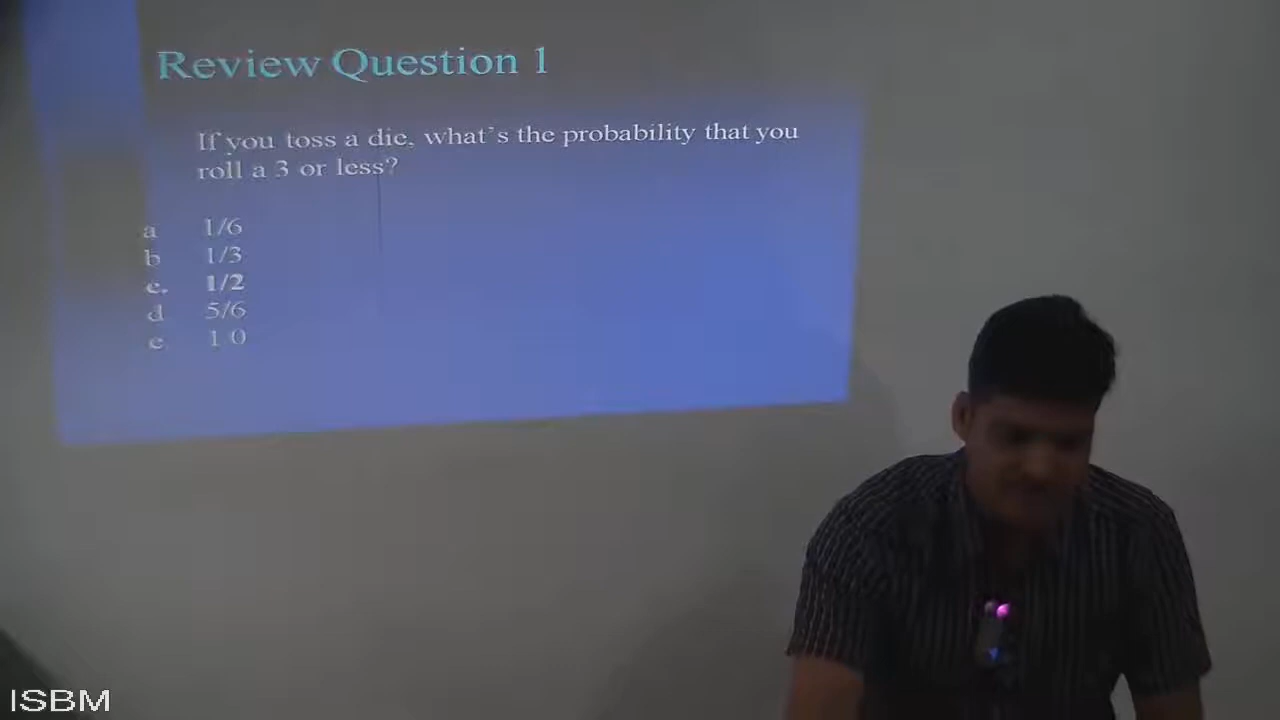 Review Question 1
If you toss a die, what's the probability that you
roll a 3 or less?
a 1/6
b 1/3
c. 1/2
d 5/6
e 1 0
ISBM